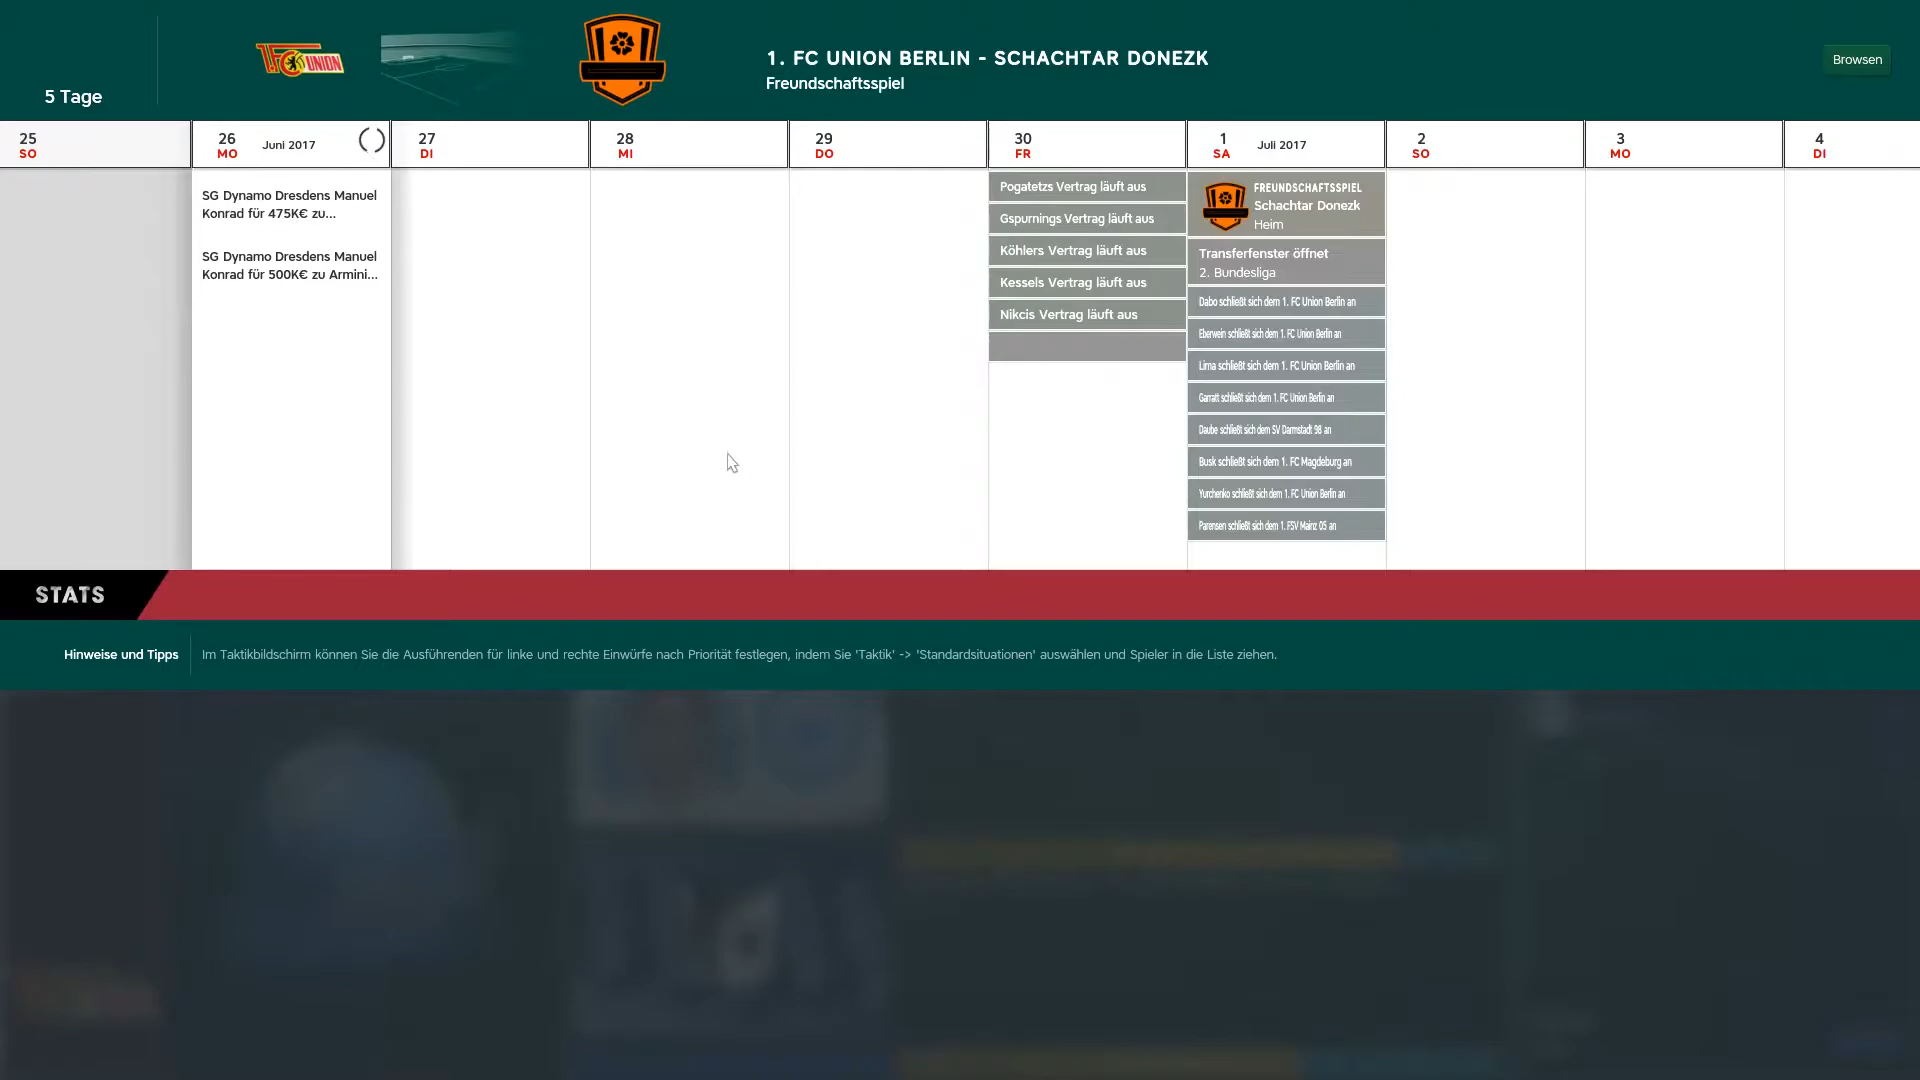 5 Tage
1. FC UNION BERLIN - SCHACHTAR DONEZK
Freundschaftsspiel
Browsen
25
SO
26
MO
Juni 2017
27
DI
28
MI
29
DO
30
FR
1
SA
Juli 2017
2
SO
3
MO
4
DI
SG Dynamo Dresdens Manuel
Konrad für 475K€ zu...
SG Dynamo Dresdens Manuel
Konrad für 500K€ zu Armini...
Pogatetzs Vertrag läuft aus
Gspurnings Vertrag läuft aus
Köhlers Vertrag läuft aus
Kessels Vertrag läuft aus
Nikcis Vertrag läuft aus
FREUNDSCHAFTSSPIEL
Schachtar Donezk
Heim
Transferfenster öffnet
2. Bundesliga
Dabo schließt sich dem 1. FC Union Berlin an
Eberwein schließt sich dem 1. FC Union Berlin an
Lima schließt sich dem 1. FC Union Berlin an
Garratt schließt sich dem 1. FC Union Berlin an
Daube schließt sich dem SV Darmstadt 98 an
Busk schließt sich dem 1. FC Magdeburg an
Yurchenko schließt sich dem 1. FC Union Berlin an
Parensen schließt sich dem 1. FSV Mainz 05 an
STATS
Hinweise und Tipps
Im Taktikbildschirm können Sie die Ausführenden für linke und rechte Einwürfe nach Priorität festlegen, indem Sie 'Taktik' -> 'Standardsituationen' auswählen und Spieler in die Liste ziehen.
1.FC UNION